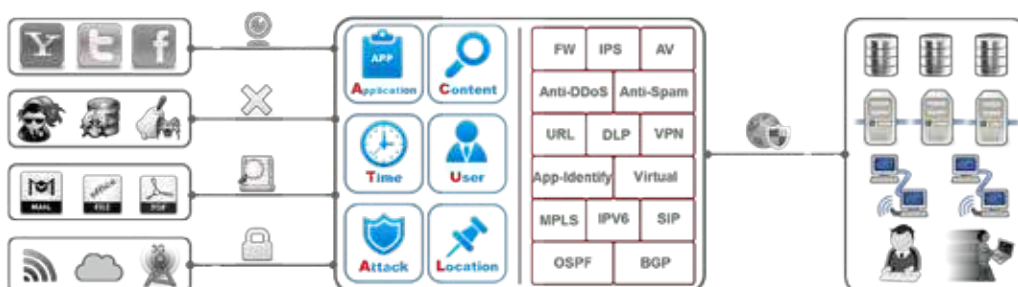 Y t f
APP
Application
Content
Time
User
Attack
Location
MAIL
office
FILE
PDF
FW IPS AV
Anti-DDoS Anti-Spam
URL DLP VPN
App-Identify Virtual
MPLS IPV6 SIP
OSPF BGP